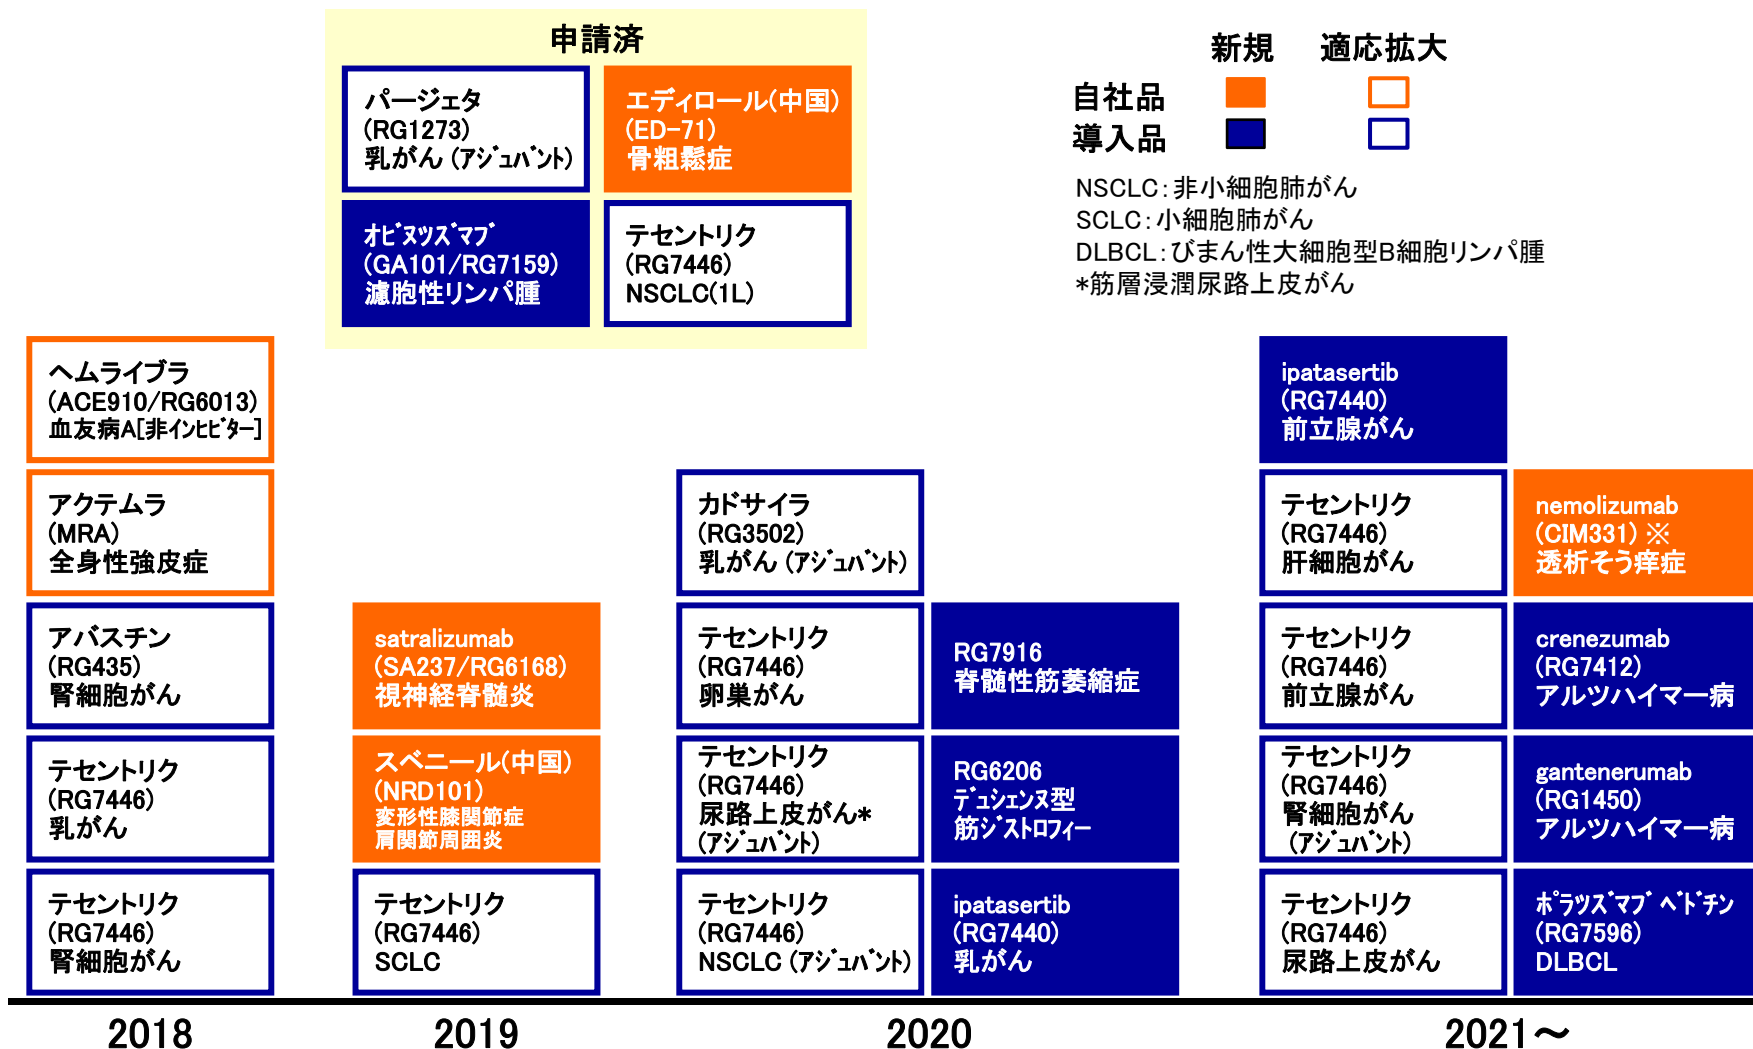 申請済
パージェタ
(RG1273)
乳がん (アジュバント)
エディロール(中国)
(ED-71)
骨粗鬆症
オビヌツズマブ
(GA101/RG7159)
濾胞性リンパ腫
テセントリク
(RG7446)
NSCLC(1L)
新規 適応拡大
自社品
導入品
NSCLC:非小細胞肺がん
SCLC:小細胞肺がん
DLBCL:びまん性大細胞型B細胞リンパ腫
*筋層浸潤尿路上皮がん
ヘムライブラ
(ACE910/RG6013)
血友病A[非インヒビター]
アクテムラ
(MRA)
全身性強皮症
アバスチン
(RG435)
腎細胞がん
テセントリク
(RG7446)
乳がん
テセントリク
(RG7446)
腎細胞がん
satralizumab
(SA237/RG6168)
視神経脊髄炎
スベニール(中国)
(NRD101)
変形性膝関節症
肩関節周囲炎
テセントリク
(RG7446)
SCLC
カドサイラ
(RG3502)
乳がん (アジュバント)
テセントリク
(RG7446)
卵巣がん
テセントリク
(RG7446)
尿路上皮がん*
(アジュバント)
テセントリク
(RG7446)
NSCLC (アジュバント)
RG7916
脊髄性筋萎縮症
RG6206
デュシェンヌ型
筋ジストロフィー
ipatasertib
(RG7440)
乳がん
ipatasertib
(RG7440)
前立腺がん
テセントリク
(RG7446)
肝細胞がん
テセントリク
(RG7446)
前立腺がん
テセントリク
(RG7446)
腎細胞がん
(アジュバント)
テセントリク
(RG7446)
尿路上皮がん
nemolizumab
(CIM331) ※
透析そう痒症
crenezumab
(RG7412)
アルツハイマー病
gantenerumab
(RG1450)
アルツハイマー病
ポラツズマブ ベドチン
(RG7596)
DLBCL
2018 2019 2020 2021~